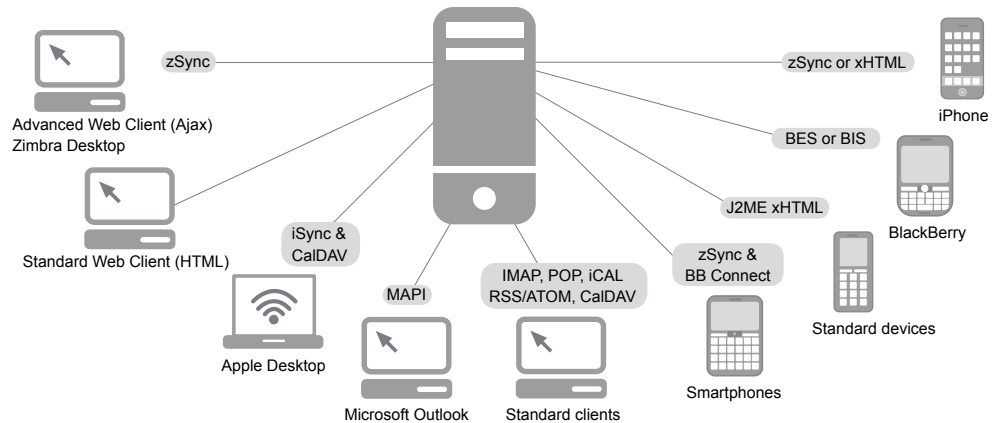 zSync
Advanced Web Client (Ajax)
Zimbra Desktop
Standard Web Client (HTML)
iSync &
CalDAV
Apple Desktop
MAPI
Microsoft Outlook
IMAP, POP, iCAL
RSS/ATOM, CalDAV
Standard clients
zSync &
BB Connect
Smartphones
J2ME xHTML
Standard devices
BES or BIS
BlackBerry
zSync or xHTML
iPhone